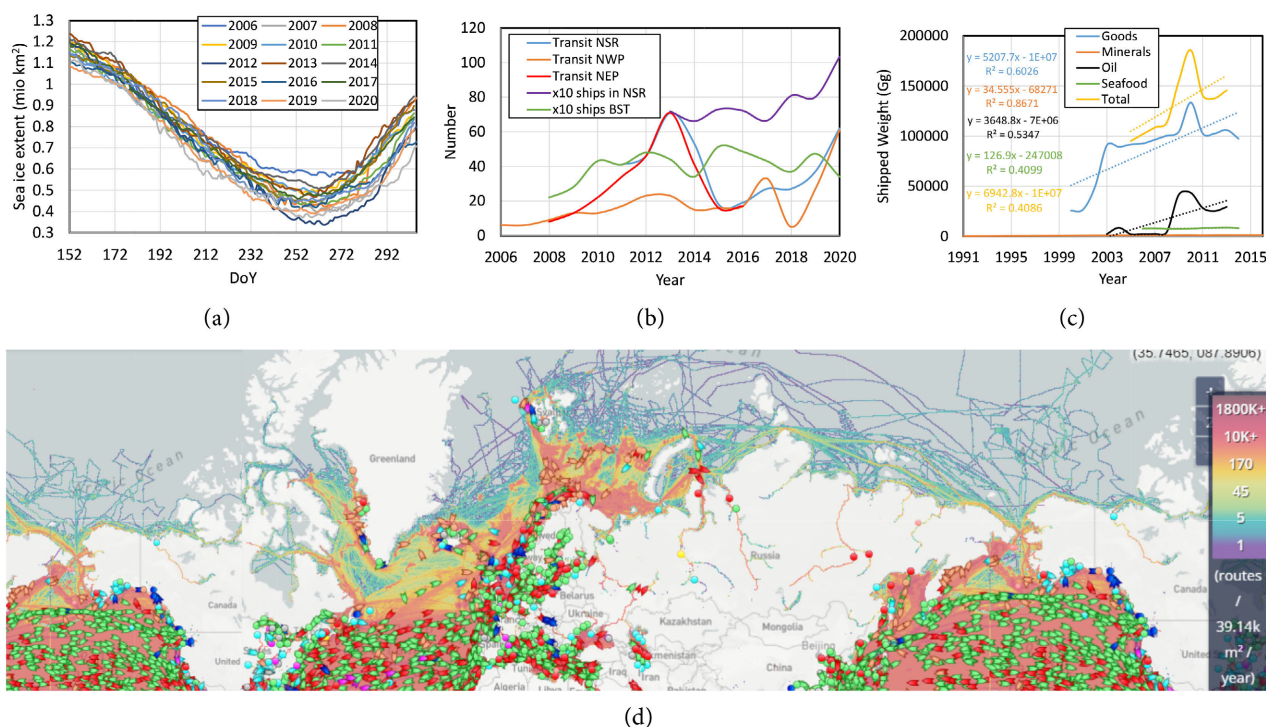 1.3
1.2
1.1
1
0.9
0.8
0.7
0.6
0.5
0.4
0.3
Sea ice extent (mio km²)
2006 2007 2008
2009 2010 2011
2012 2013 2014
2015 2016 2017
2018 2019 2020
152 172 192 212 232 252 272 292
DoY
(a)
120
100
80
60
40
20
0
Number
Transit NSR
Transit NWP
Transit NEP
x10 ships in NSR
x10 ships BST
2006 2008 2010 2012 2014 2016 2018 2020
Year
(b)
200000
150000
100000
50000
0
Shipped Weight (Gg)
Goods
Minerals
Oil
Seafood
Total
y = 5207.7x - 1E+07
R² = 0.6026
y = 34.555x - 68271
R² = 0.8671
y = 3648.8x - 7E+06
R² = 0.5347
y = 126.9x - 247008
R² = 0.4099
y = 6942.8x - 1E+07
R² = 0.4086
1991 1995 1999 2003 2007 2011 2015
Year
(c)
(35.7465, 087.8906)
1800K+
10K+
170
45
5
1
(routes
/
39.14k
m² /
year)
Greenland
Russia
Canada
United
Belarus
Ukraine
Kazakhstan
Mongolia
Beijing
China
Iraq
Iran
Algeria
Canada
(d)